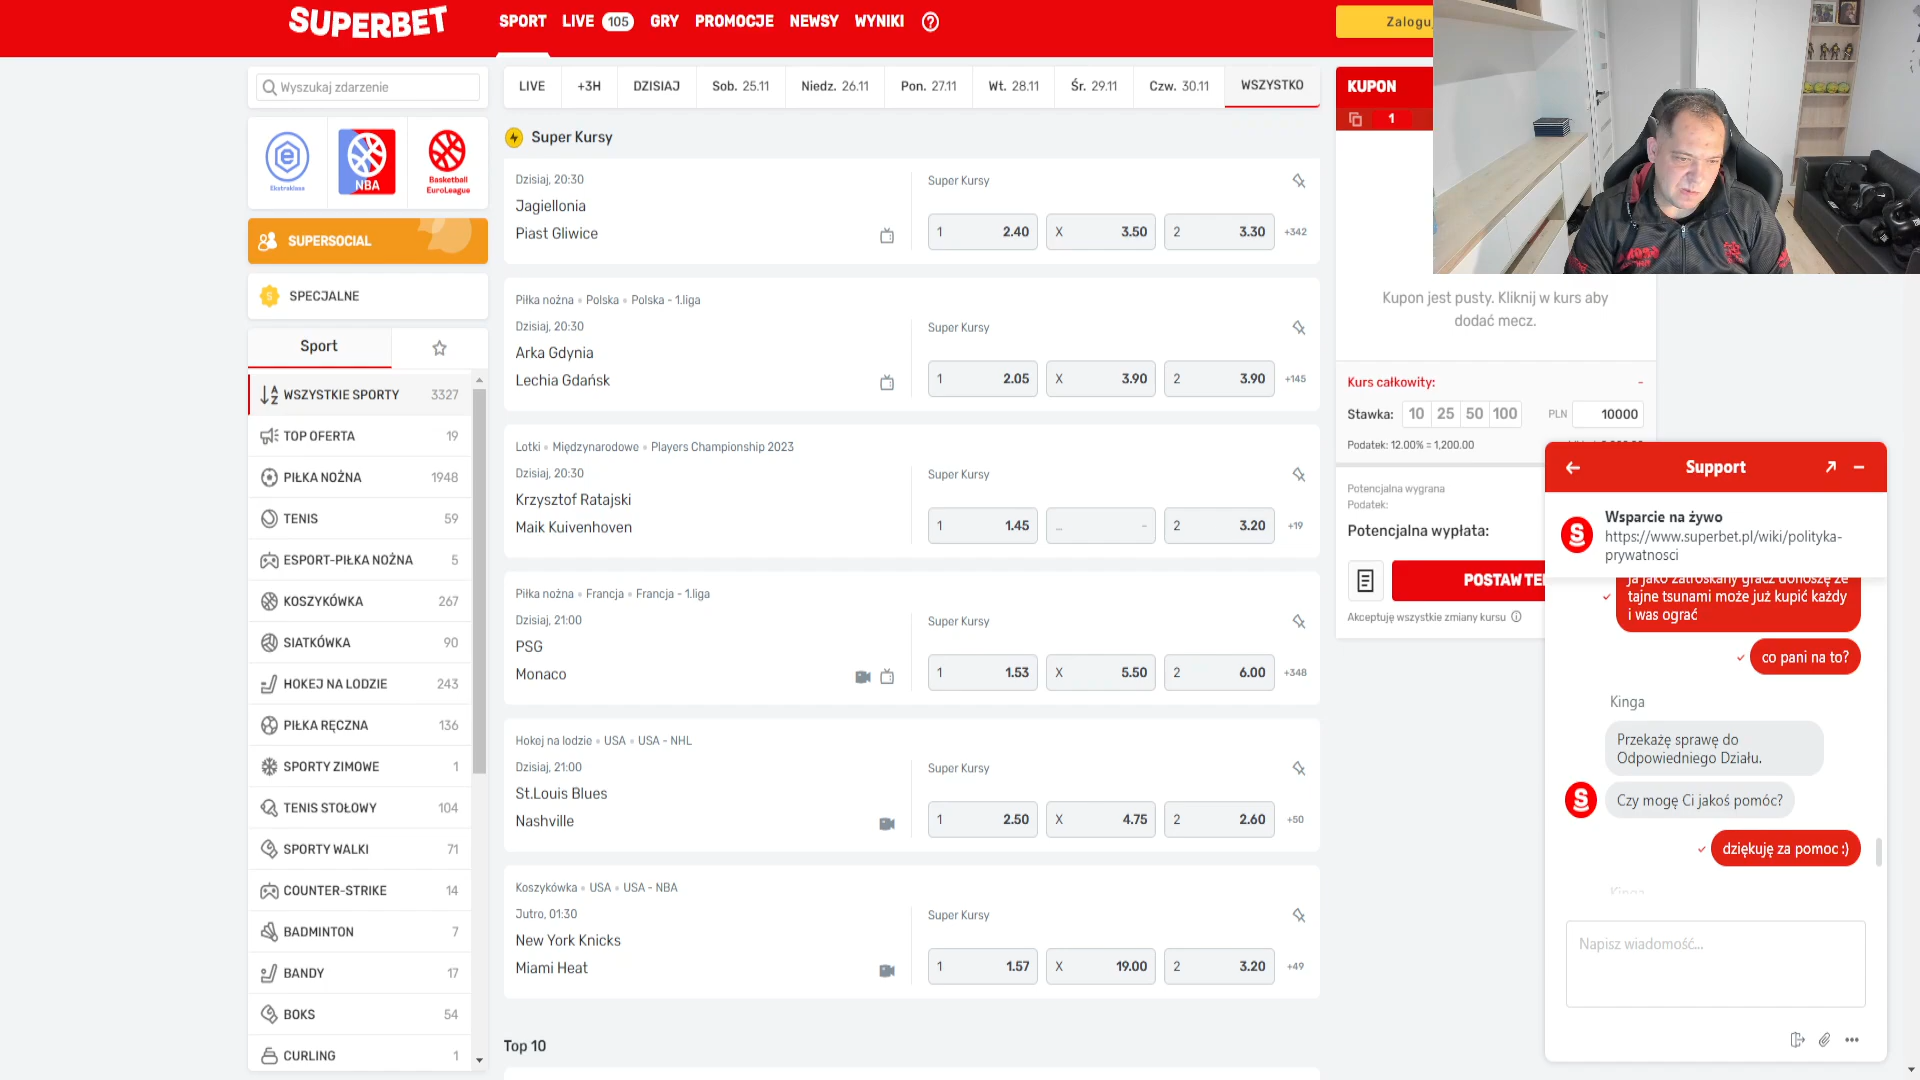 SUPERBET
SPORT LIVE 105 GRY PROMOCJE NEWSY WYNIKI ?
Wyszukaj zdarzenie
Ekstraklasa
NBA
Basketball
EuroLeague
SUPERSOCIAL
SPECJALNE
Sport
WSZYSTKIE SPORTY 3327
TOP OFERTA 19
PIŁKA NOŻNA 1948
TENIS 59
ESPORT-PIŁKA NOŻNA 5
KOSZYKÓWKA 267
SIATKÓWKA 90
HOKEJ NA LODZIE 243
PIŁKA RĘCZNA 136
SPORTY ZIMOWE 1
TENIS STOŁOWY 104
SPORTY WALKI 71
COUNTER-STRIKE 14
BADMINTON 7
BANDY 17
BOKS 54
CURLING 1
LIVE +3H DZISIAJ Sob. 25.11 Niedz. 26.11 Pon. 27.11 Wt. 28.11 Śr. 29.11 Czw. 30.11 WSZYSTKO
Super Kursy
Dzisiaj, 20:30
Jagiellonia
Piast Gliwice
Super Kursy
1 2.40 X 3.50 2 3.30 +342
Piłka nożna • Polska • Polska - 1.liga
Dzisiaj, 20:30
Arka Gdynia
Lechia Gdańsk
Super Kursy
1 2.05 X 3.90 2 3.90 +145
Lotki • Międzynarodowe • Players Championship 2023
Dzisiaj, 20:30
Krzysztof Ratajski
Maik Kuivenhoven
Super Kursy
1 1.45 ... - 2 3.20 +19
Piłka nożna • Francja • Francja - 1.liga
Dzisiaj, 21:00
PSG
Monaco
Super Kursy
1 1.53 X 5.50 2 6.00 +348
Hokej na lodzie • USA • USA - NHL
Dzisiaj, 21:00
St.Louis Blues
Nashville
Super Kursy
1 2.50 X 4.75 2 2.60 +50
Koszykówka • USA • USA - NBA
Jutro, 01:30
New York Knicks
Miami Heat
Super Kursy
1 1.57 X 19.00 2 3.20 +49
Top 10
Zaloguj
KUPON
1
Kupon jest pusty. Kliknij w kurs aby
dodać mecz.
Kurs całkowity: -
Stawka: 10 25 50 100 PLN 10000
Podatek: 12.00% = 1,200.00
Potencjalna wygrana
Podatek:
Potencjalna wypłata:
POSTAW TE
Akceptuję wszystkie zmiany kursu
Support
Wsparcie na żywo
https://www.superbet.pl/wiki/polityka-
prywatnosci
ja jako zatroskany gracz donoszę że
tajne tsunami może już kupić każdy
i was ograć
co pani na to?
Kinga
Przekażę sprawę do
Odpowiedniego Działu.
Czy mogę Ci jakoś pomóc?
dziękuję za pomoc :)
Kinga
Napisz wiadomość...